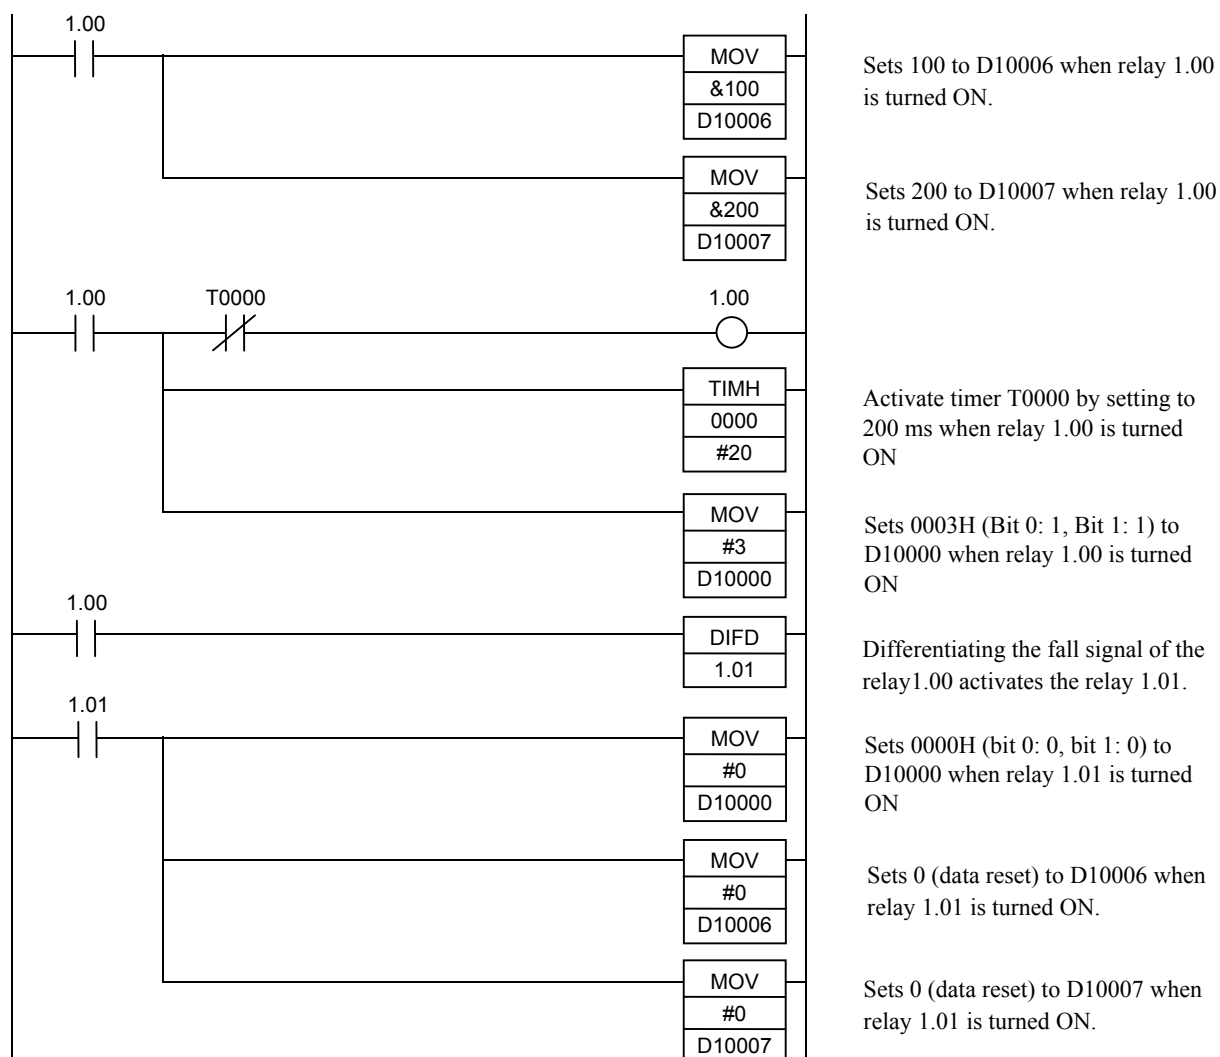 1.00
MOV
&100
D10006
Sets 100 to D10006 when relay 1.00
is turned ON.
MOV
&200
D10007
Sets 200 to D10007 when relay 1.00
is turned ON.
1.00 T0000 1.00
TIMH
0000
#20
Activate timer T0000 by setting to
200 ms when relay 1.00 is turned
ON
MOV
#3
D10000
Sets 0003H (Bit 0: 1, Bit 1: 1) to
D10000 when relay 1.00 is turned
ON
1.00
DIFD
1.01
Differentiating the fall signal of the
relay1.00 activates the relay 1.01.
1.01
MOV
#0
D10000
Sets 0000H (bit 0: 0, bit 1: 0) to
D10000 when relay 1.01 is turned
ON
MOV
#0
D10006
Sets 0 (data reset) to D10006 when
relay 1.01 is turned ON.
MOV
#0
D10007
Sets 0 (data reset) to D10007 when
relay 1.01 is turned ON.